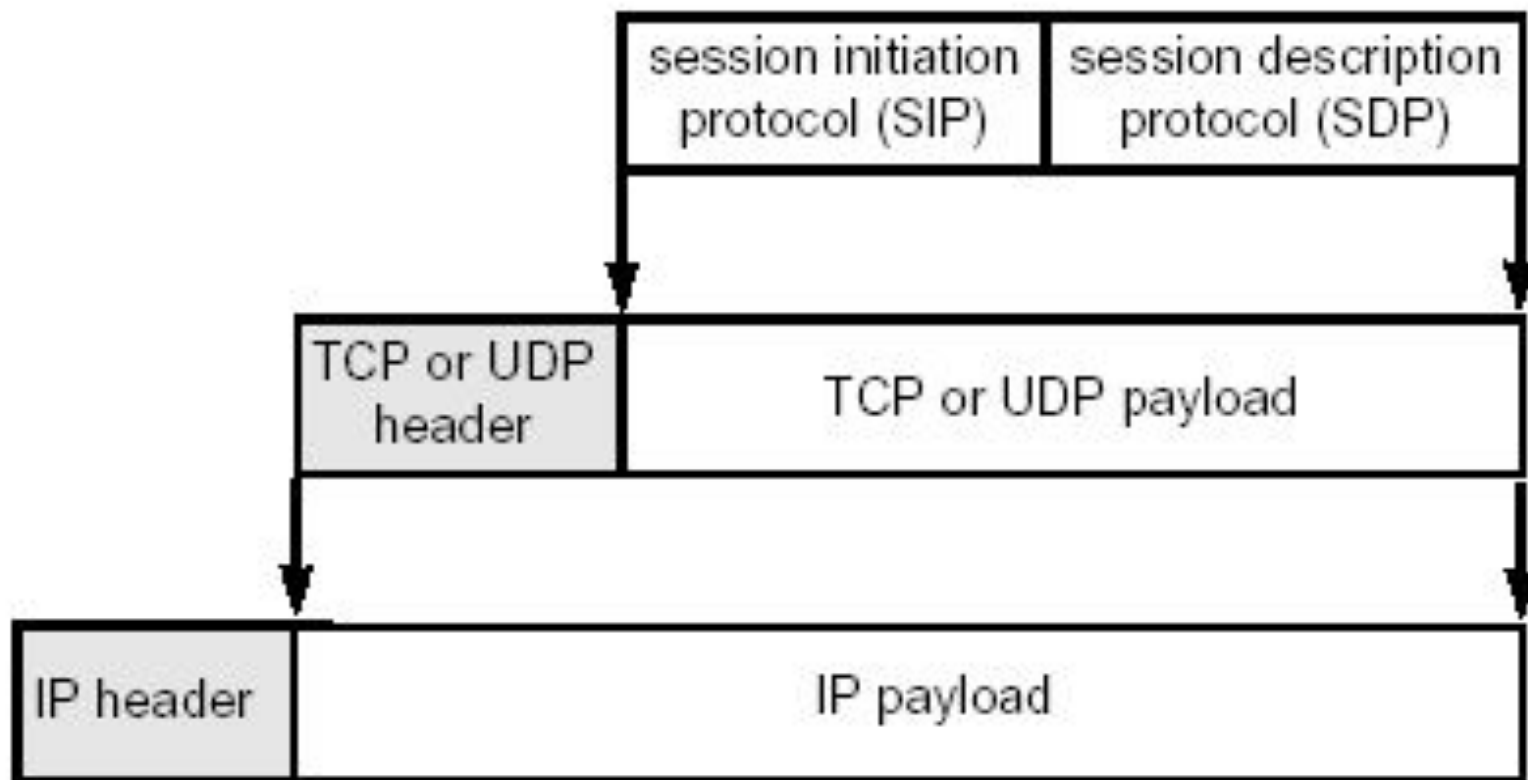 session initiation
protocol (SIP)
session description
protocol (SDP)
TCP or UDP
header
TCP or UDP payload
IP header
IP payload